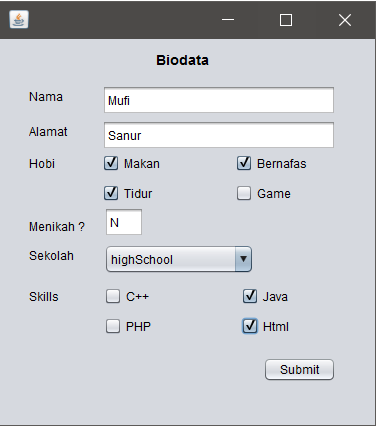 Biodata
Nama Mufi
Alamat Sanur
Hobi Makan Bernafas
Tidur Game
Menikah ? N
Sekolah highSchool
Skills C++ Java
PHP Html
Submit